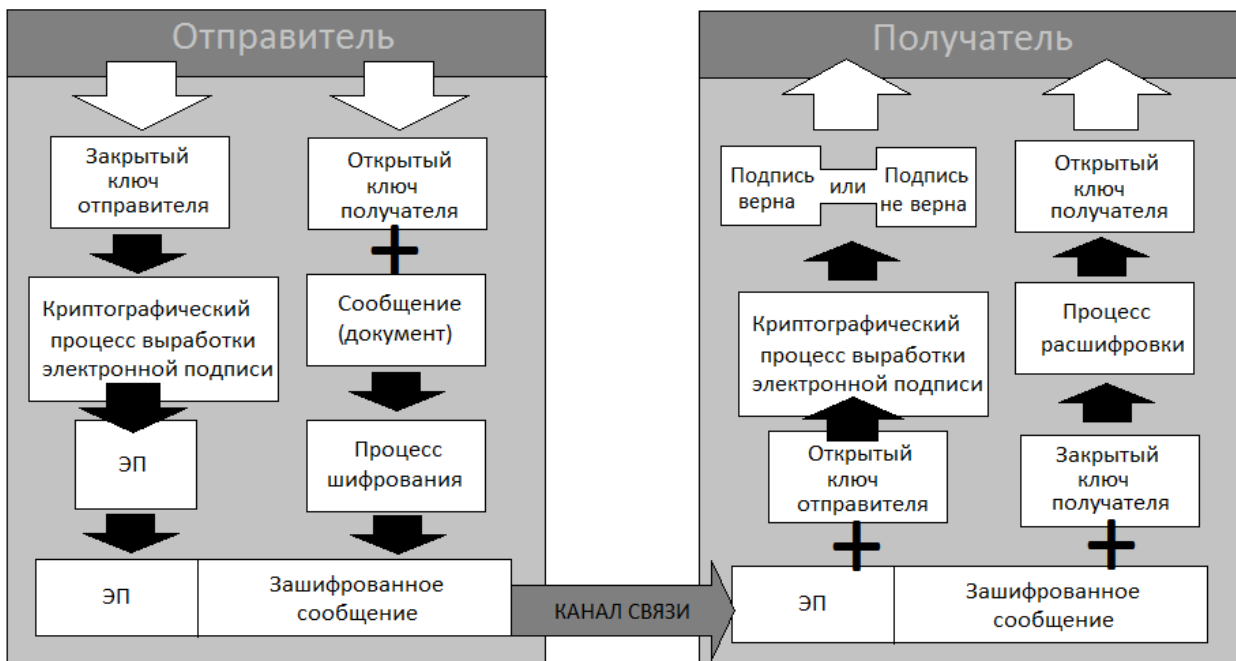 Отправитель
Закрытый
ключ
отправителя
Криптографический
процесс выработки
электронной подписи
ЭП
Открытый
ключ
получателя
Сообщение
(документ)
Процесс
шифрования
ЭП
Зашифрованное
сообщение
КАНАЛ СВЯЗИ
Получатель
Подпись
верна
или
Подпись
не верна
Криптографический
процесс выработки
электронной подписи
Открытый
ключ
отправителя
Открытый
ключ
получателя
Процесс
расшифровки
Закрытый
ключ
получателя
ЭП
Зашифрованное
сообщение